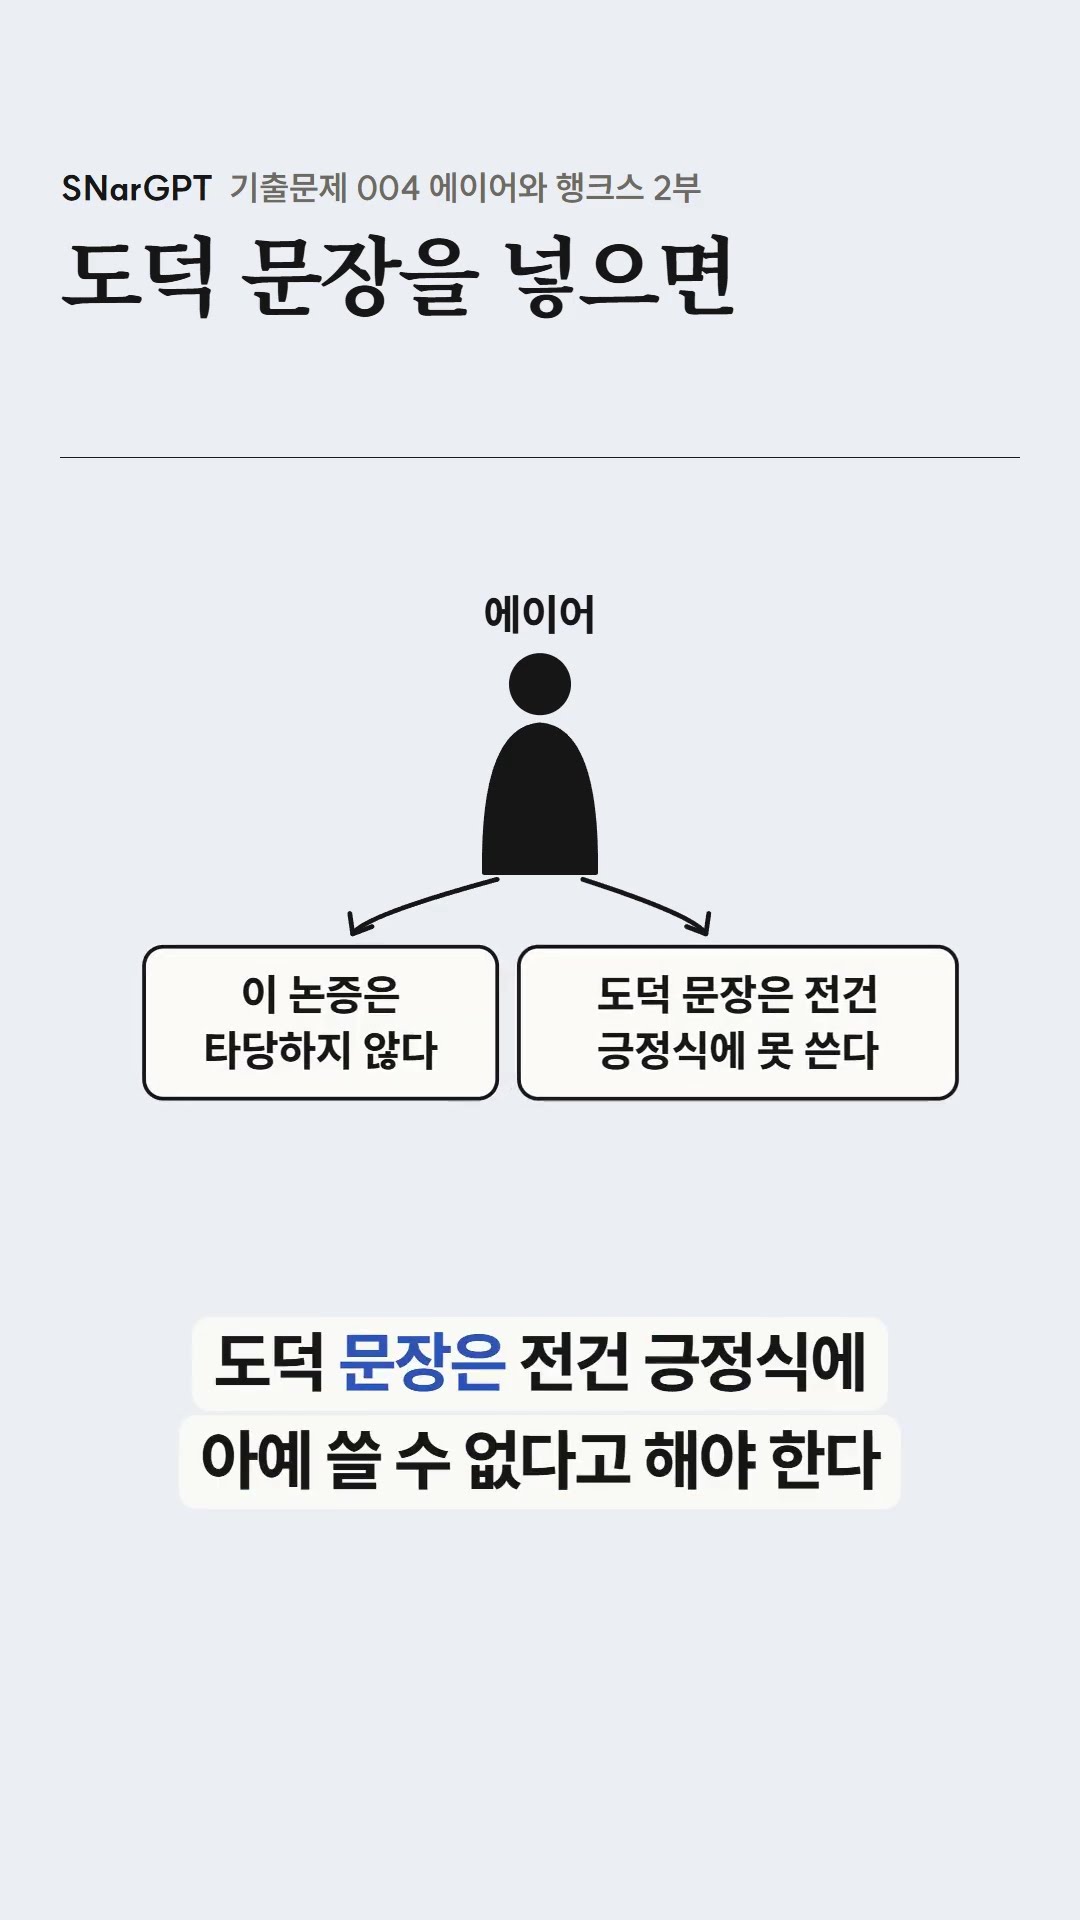 SNarGPT 기출문제 004 에이어와 행크스 2부
도덕 문장을 넣으면
에이어
이 논증은
타당하지 않다
도덕 문장은 전건
긍정식에 못 쓴다
도덕 문장은 전건 긍정식에
아예 쓸 수 없다고 해야 한다